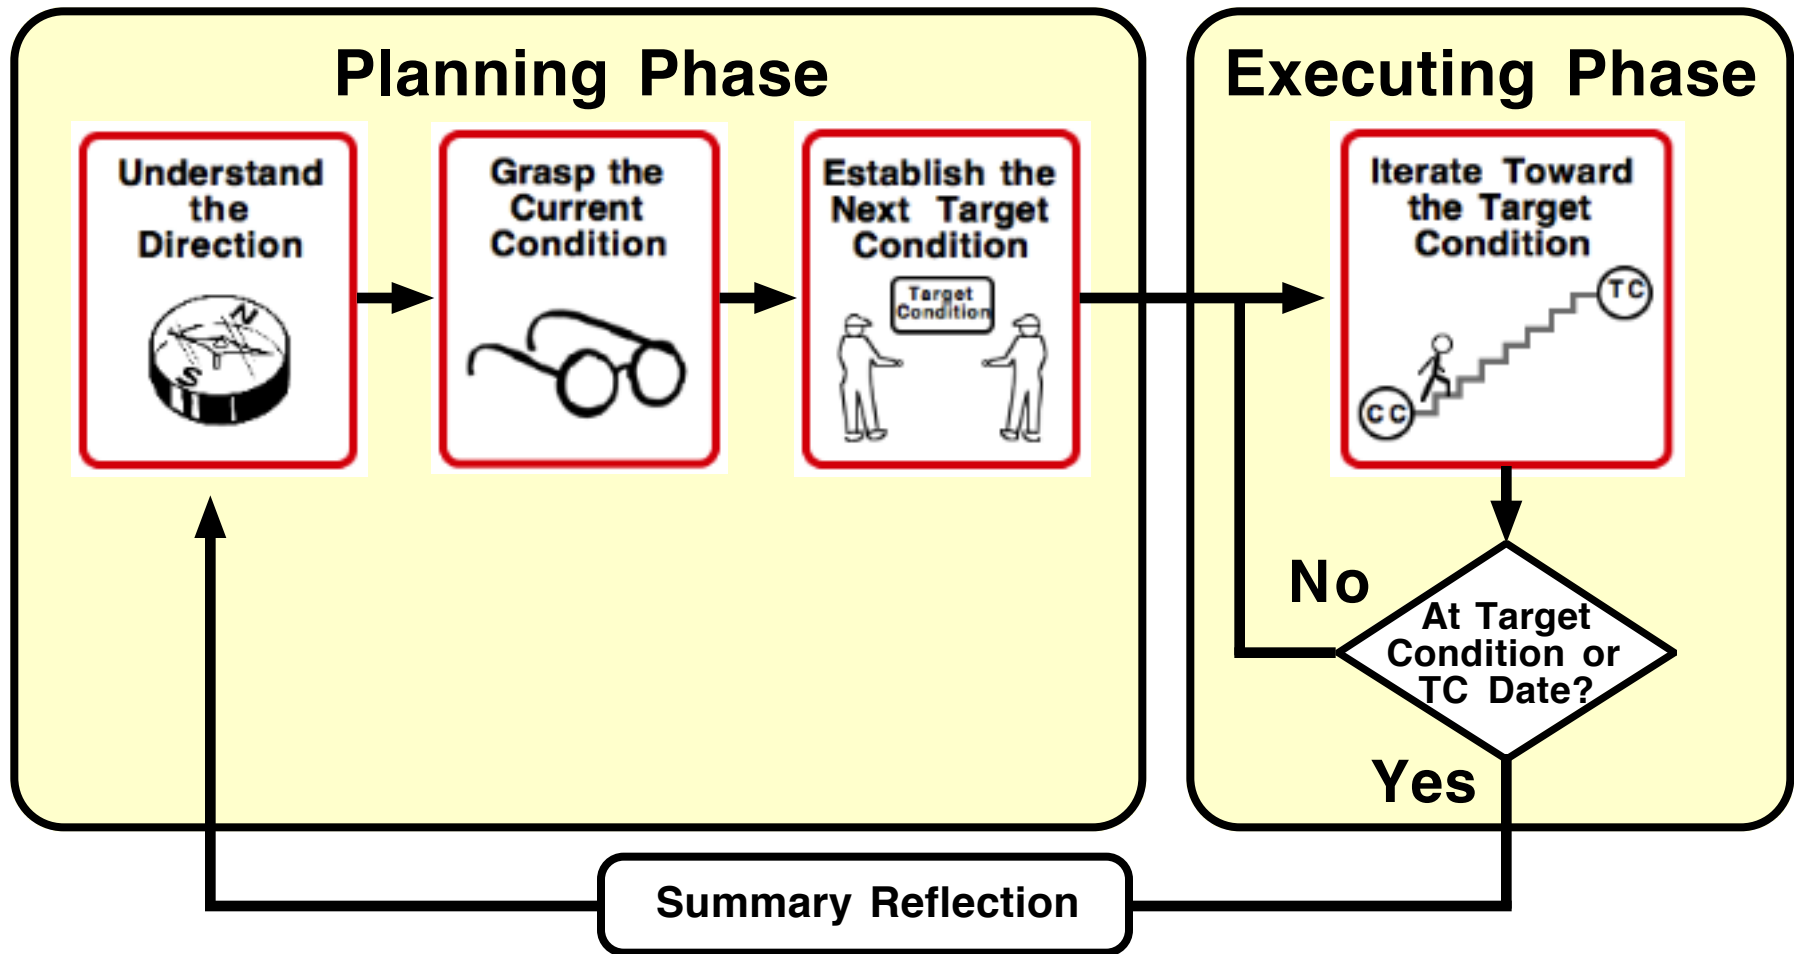 Planning Phase
Understand
the
Direction
N
S
Grasp the
Current
Condition
Establish the
Next Target
Condition
Target
Condition
Executing Phase
Iterate Toward
the Target
Condition
TC
CC
No
At Target
Condition or
TC Date?
Yes
Summary Reflection